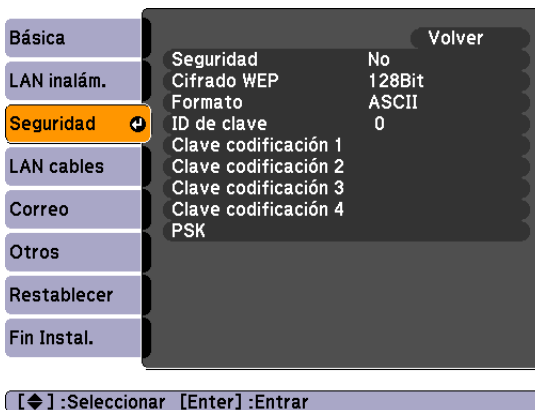 Básica
LAN inalám.
Seguridad
LAN cables
Correo
Otros
Restablecer
Fin Instal.
Volver
Seguridad No
Cifrado WEP 128Bit
Formato ASCII
ID de clave 0
Clave codificación 1
Clave codificación 2
Clave codificación 3
Clave codificación 4
PSK
[◆] :Seleccionar [Enter] :Entrar